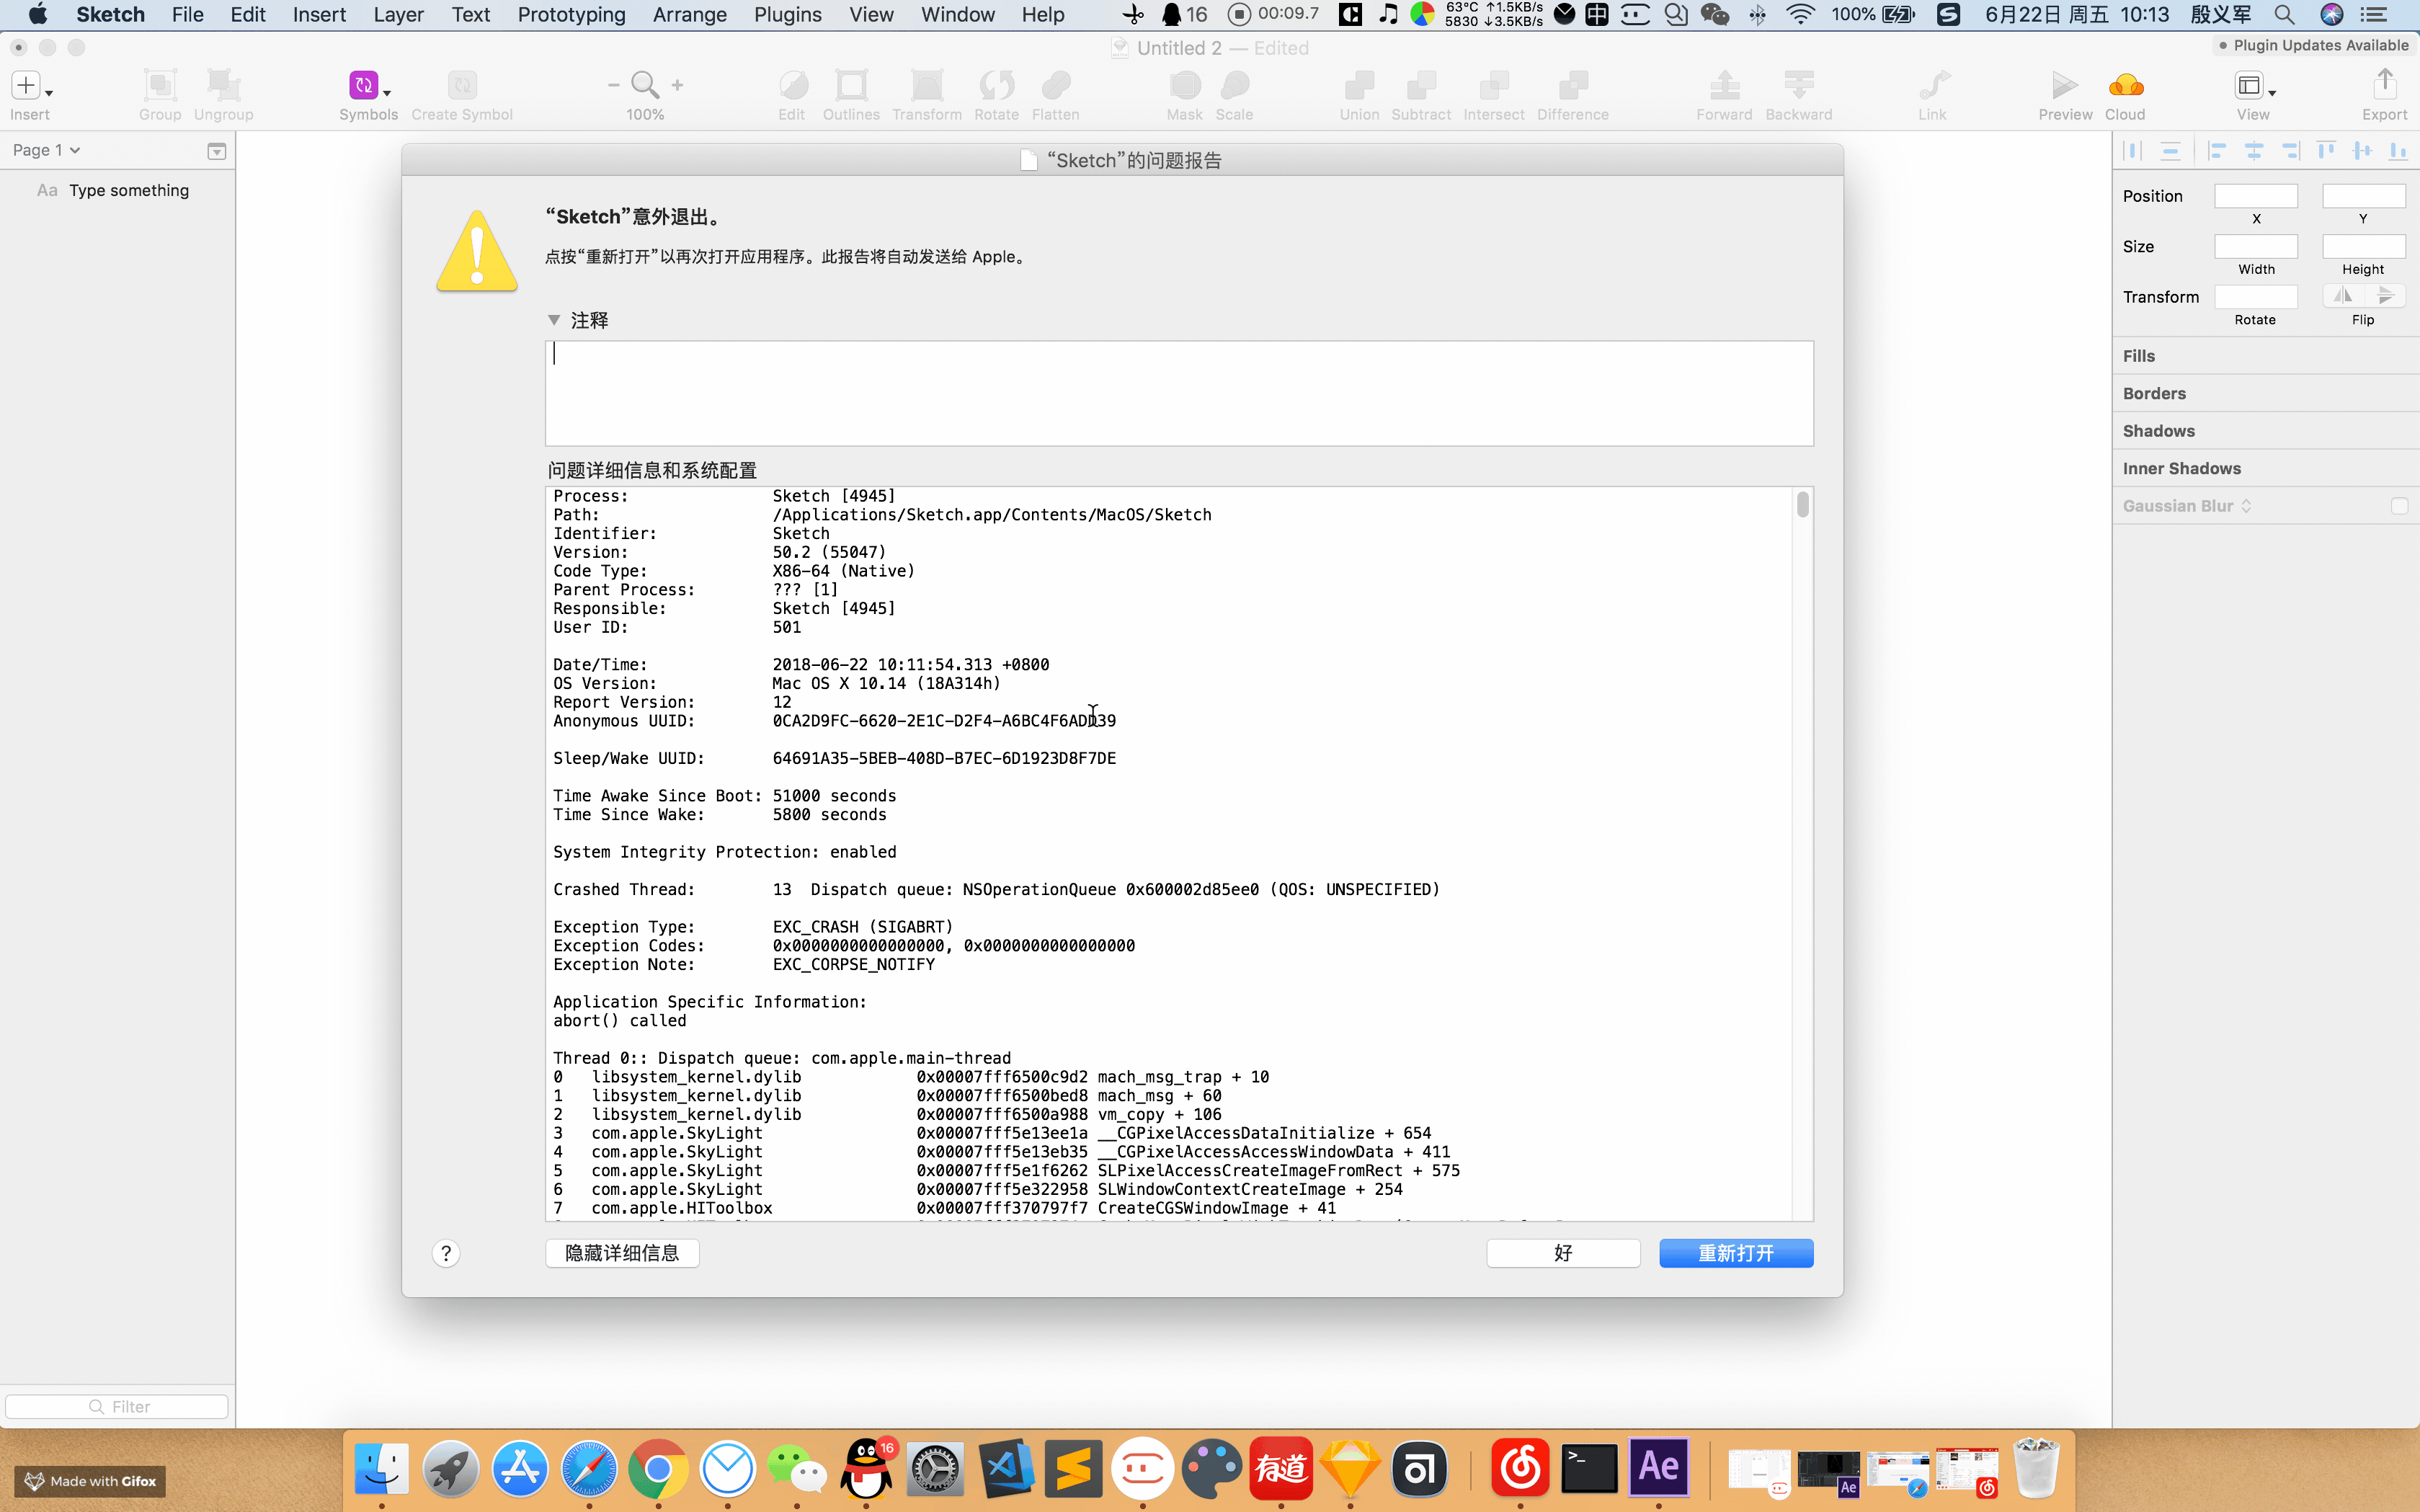 Sketch File Edit Insert Layer Text Prototyping Arrange Plugins View Window Help 16 00:09.7 63°C ↑1.5KB/s 中 100% 6月22日 周五 10:13 殷义军
5830 ↓3.5KB/s
Untitled 2 — Edited
Plugin Updates Available
Insert Group Ungroup Symbols Create Symbol 100% Edit Outlines Transform Rotate Flatten Mask Scale Union Subtract Intersect Difference Forward Backward Link Preview Cloud View Export
Page 1
Aa Type something
“Sketch”的问题报告
“Sketch”意外退出。
点按“重新打开”以再次打开应用程序。此报告将自动发送给 Apple。
注释
问题详细信息和系统配置
Process: Sketch [4945]
Path: /Applications/Sketch.app/Contents/MacOS/Sketch
Identifier: Sketch
Version: 50.2 (55047)
Code Type: X86-64 (Native)
Parent Process: ??? [1]
Responsible: Sketch [4945]
User ID: 501
Date/Time: 2018-06-22 10:11:54.313 +0800
OS Version: Mac OS X 10.14 (18A314h)
Report Version: 12
Anonymous UUID: 0CA2D9FC-6620-2E1C-D2F4-A6BC4F6ADD39
Sleep/Wake UUID: 64691A35-5BEB-408D-B7EC-6D1923D8F7DE
Time Awake Since Boot: 51000 seconds
Time Since Wake: 5800 seconds
System Integrity Protection: enabled
Crashed Thread: 13 Dispatch queue: NSOperationQueue 0x600002d85ee0 (QOS: UNSPECIFIED)
Exception Type: EXC_CRASH (SIGABRT)
Exception Codes: 0x0000000000000000, 0x0000000000000000
Exception Note: EXC_CORPSE_NOTIFY
Application Specific Information:
abort() called
Thread 0:: Dispatch queue: com.apple.main-thread
0 libsystem_kernel.dylib 0x00007fff6500c9d2 mach_msg_trap + 10
1 libsystem_kernel.dylib 0x00007fff6500bed8 mach_msg + 60
2 libsystem_kernel.dylib 0x00007fff6500a988 vm_copy + 106
3 com.apple.SkyLight 0x00007fff5e13ee1a __CGPixelAccessDataInitialize + 654
4 com.apple.SkyLight 0x00007fff5e13eb35 __CGPixelAccessAccessWindowData + 411
5 com.apple.SkyLight 0x00007fff5e1f6262 SLPixelAccessCreateImageFromRect + 575
6 com.apple.SkyLight 0x00007fff5e322958 SLWindowContextCreateImage + 254
7 com.apple.HIToolbox 0x00007fff370797f7 CreateCGSWindowImage + 41
? 隐藏详细信息 好 重新打开
Position
X Y
Size
Width Height
Transform
Rotate Flip
Fills
Borders
Shadows
Inner Shadows
Gaussian Blur
Filter
Made with Gifox
16
有道
Ae
Ae